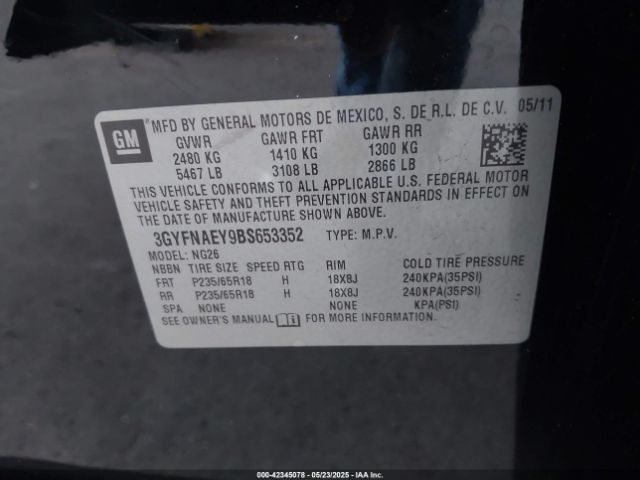 MFD BY GENERAL MOTORS DE MEXICO, S. DE R.L. DE C.V. 05/11
GM
GVWR GAWR FRT GAWR RR
2480 KG 1410 KG 1300 KG
5467 LB 3108 LB 2866 LB
THIS VEHICLE CONFORMS TO ALL APPLICABLE U.S. FEDERAL MOTOR
VEHICLE SAFETY AND THEFT PREVENTION STANDARDS IN EFFECT ON
THE DATE OF MANUFACTURE SHOWN ABOVE.
3GYFNAEY9BS653352 TYPE: M.P.V.
MODEL: NG26
NBBN TIRE SIZE SPEED RTG RIM COLD TIRE PRESSURE
FRT P235/65R18 H 18X8J 240KPA(35PSI)
RR P235/65R18 H 18X8J 240KPA(35PSI)
SPA NONE NONE KPA(PSI)
SEE OWNER'S MANUAL FOR MORE INFORMATION.
000-42345078 - 05/23/2025 - IAAI.COM